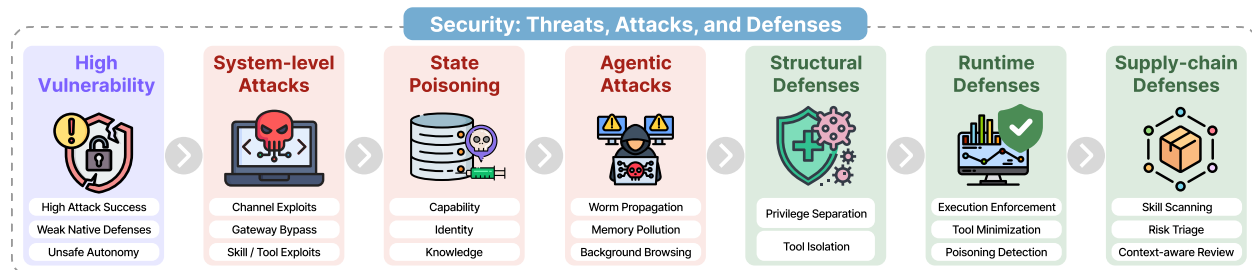 Security: Threats, Attacks, and Defenses
High
Vulnerability
High Attack Success
Weak Native Defenses
Unsafe Autonomy
System-level
Attacks
Channel Exploits
Gateway Bypass
Skill / Tool Exploits
State
Poisoning
Capability
Identity
Knowledge
Agentic
Attacks
Worm Propagation
Memory Pollution
Background Browsing
Structural
Defenses
Privilege Separation
Tool Isolation
Runtime
Defenses
Execution Enforcement
Tool Minimization
Poisoning Detection
Supply-chain
Defenses
Skill Scanning
Risk Triage
Context-aware Review